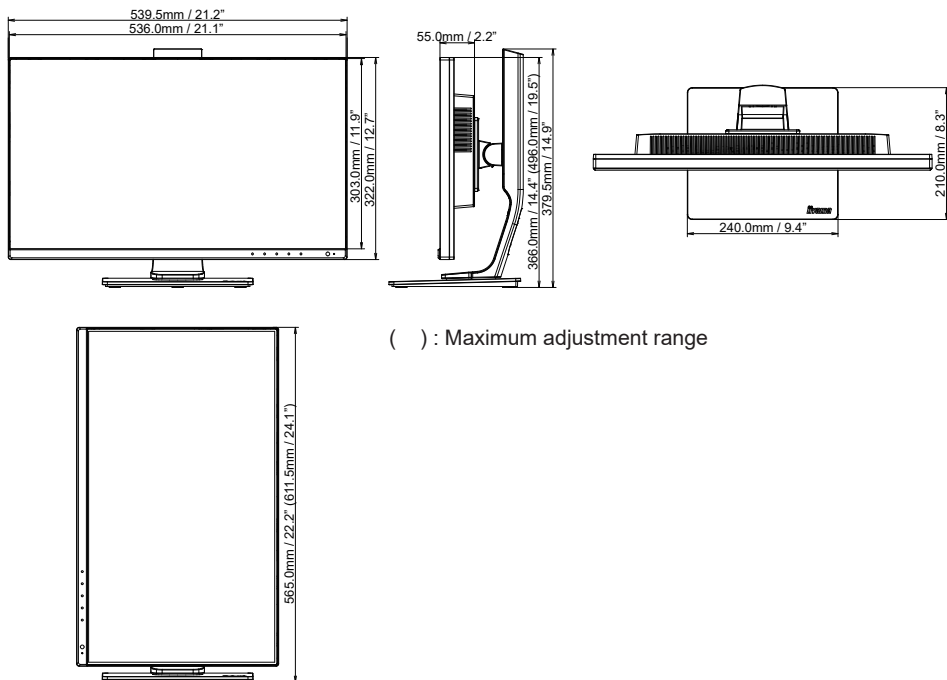 539.5mm / 21.2”
536.0mm / 21.1”
303.0mm / 11.9”
322.0mm / 12.7”
55.0mm / 2.2”
366.0mm / 14.4” (496.0mm / 19.5”)
379.5mm / 14.9”
210.0mm / 8.3”
iiyama
240.0mm / 9.4”
( ) : Maximum adjustment range
565.0mm / 22.2” (611.5mm / 24.1”)